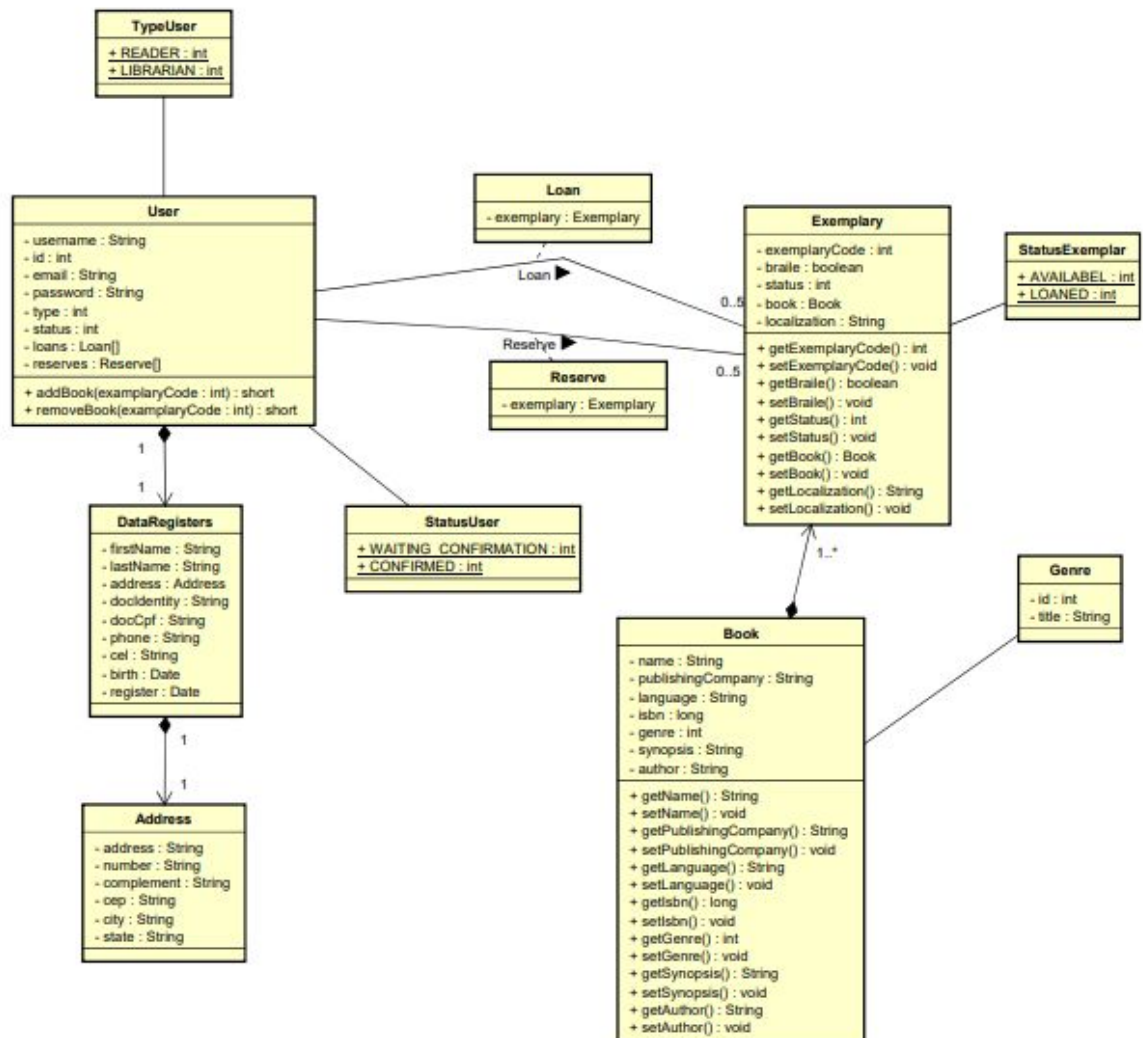 TypeUser
+ READER : int
+ LIBRARIAN : int
User
- username : String
- id : int
- email : String
- password : String
- type : int
- status : int
- loans : Loan[]
- reserves : Reserve[]
+ addBook(examplaryCode : int) : short
+ removeBook(examplaryCode : int) : short
Loan
- exemplary : Exemplary
Loan
Reserve
Reserve
- exemplary : Exemplary
0..5
0..5
Exemplary
- exemplaryCode : int
- braile : boolean
- status : int
- book : Book
- localization : String
+ getExemplaryCode() : int
+ setExemplaryCode() : void
+ getBraile() : boolean
+ setBraile() : void
+ getStatus() : int
+ setStatus() : void
+ getBook() : Book
+ setBook() : void
+ getLocalization() : String
+ setLocalization() : void
StatusExemplar
+ AVAILABEL : int
+ LOANED : int
1
1
DataRegisters
- firstName : String
- lastName : String
- address : Address
- docIdentity : String
- docCpf : String
- phone : String
- cel : String
- birth : Date
- register : Date
StatusUser
+ WAITING_CONFIRMATION : int
+ CONFIRMED : int
1..*
Genre
- id : int
- title : String
Book
- name : String
- publishingCompany : String
- language : String
- isbn : long
- genre : int
- synopsis : String
- author : String
+ getName() : String
+ setName() : void
+ getPublishingCompany() : String
+ setPublishingCompany() : void
+ getLanguage() : String
+ setLanguage() : void
+ getIsbn() : long
+ setIsbn() : void
+ getGenre() : int
+ setGenre() : void
+ getSynopsis() : String
+ setSynopsis() : void
+ getAuthor() : String
+ setAuthor() : void
1
1
Address
- address : String
- number : String
- complement : String
- cep : String
- city : String
- state : String